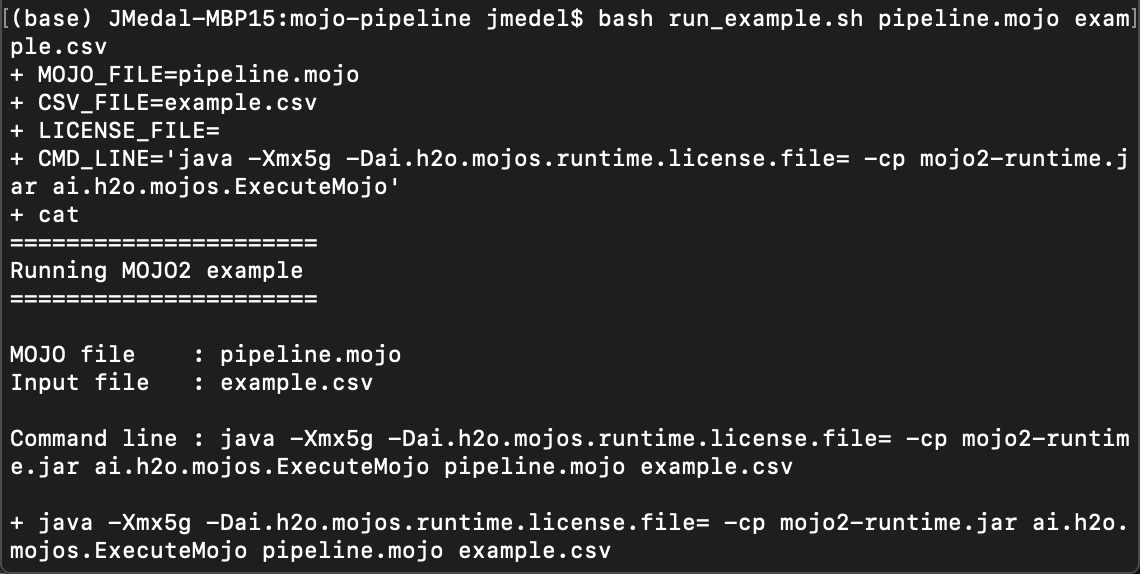 [(base) JMedal-MBP15:mojo-pipeline jmedel$ bash run_example.sh pipeline.mojo exam]
ple.csv
+ MOJO_FILE=pipeline.mojo
+ CSV_FILE=example.csv
+ LICENSE_FILE=
+ CMD_LINE='java -Xmx5g -Dai.h2o.mojos.runtime.license.file= -cp mojo2-runtime.j
ar ai.h2o.mojos.ExecuteMojo'
+ cat
======================
Running MOJO2 example
======================
MOJO file    : pipeline.mojo
Input file   : example.csv
Command line : java -Xmx5g -Dai.h2o.mojos.runtime.license.file= -cp mojo2-runtim
e.jar ai.h2o.mojos.ExecuteMojo pipeline.mojo example.csv
+ java -Xmx5g -Dai.h2o.mojos.runtime.license.file= -cp mojo2-runtime.jar ai.h2o.
mojos.ExecuteMojo pipeline.mojo example.csv